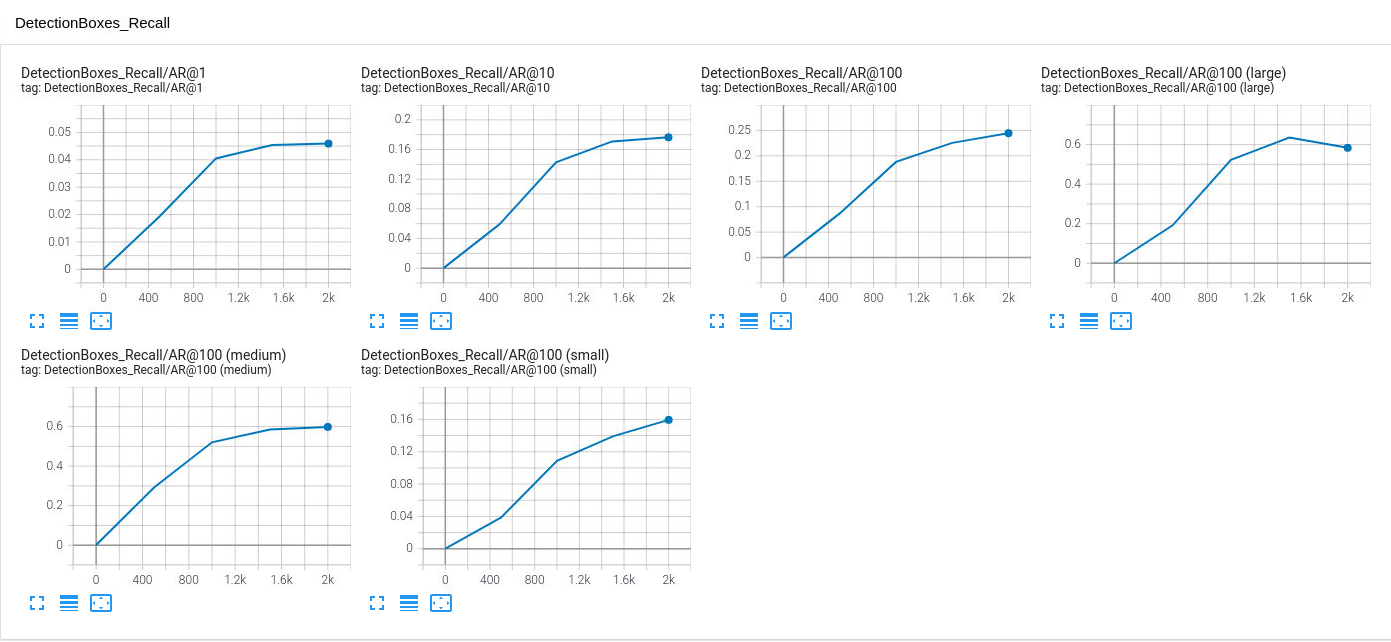 DetectionBoxes_Recall
DetectionBoxes_Recall/AR@1
tag: DetectionBoxes_Recall/AR@1
0.05
0.04
0.03
0.02
0.01
0
0 400 800 1.2k 1.6k 2k
DetectionBoxes_Recall/AR@10
tag: DetectionBoxes_Recall/AR@10
0.2
0.16
0.12
0.08
0.04
0
0 400 800 1.2k 1.6k 2k
DetectionBoxes_Recall/AR@100
tag: DetectionBoxes_Recall/AR@100
0.25
0.2
0.15
0.1
0.05
0
0 400 800 1.2k 1.6k 2k
DetectionBoxes_Recall/AR@100 (large)
tag: DetectionBoxes_Recall/AR@100 (large)
0.6
0.4
0.2
0
0 400 800 1.2k 1.6k 2k
DetectionBoxes_Recall/AR@100 (medium)
tag: DetectionBoxes_Recall/AR@100 (medium)
0.6
0.4
0.2
0
0 400 800 1.2k 1.6k 2k
DetectionBoxes_Recall/AR@100 (small)
tag: DetectionBoxes_Recall/AR@100 (small)
0.16
0.12
0.08
0.04
0
0 400 800 1.2k 1.6k 2k